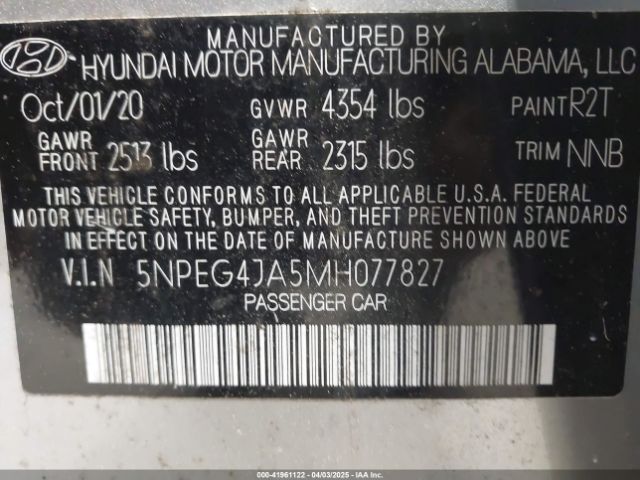 MANUFACTURED BY
HYUNDAI MOTOR MANUFACTURING ALABAMA, LLC
Oct/01/20 GVWR 4354 lbs PAINT R2T
GAWR FRONT 2513 lbs GAWR REAR 2315 lbs TRIM NNB
THIS VEHICLE CONFORMS TO ALL APPLICABLE U.S.A. FEDERAL
MOTOR VEHICLE SAFETY, BUMPER, AND THEFT PREVENTION STANDARDS
IN EFFECT ON THE DATE OF MANUFACTURE SHOWN ABOVE.
V.I.N 5NPEG4JA5MH077827
PASSENGER CAR
000-41961122 - 04/03/2025 - IAAI.COM